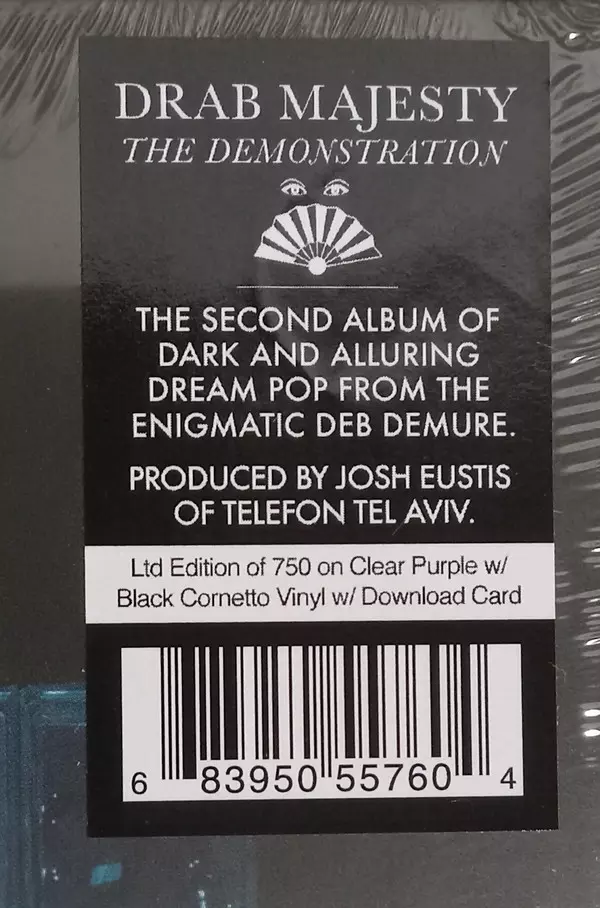 DRAB MAJESTY
THE DEMONSTRATION
THE SECOND ALBUM OF
DARK AND ALLURING
DREAM POP FROM THE
ENIGMATIC DEB DEMURE.
PRODUCED BY JOSH EUSTIS
OF TELEFON TEL AVIV.
Ltd Edition of 750 on Clear Purple w/
Black Cornetto Vinyl w/ Download Card
6 83950 55760 4